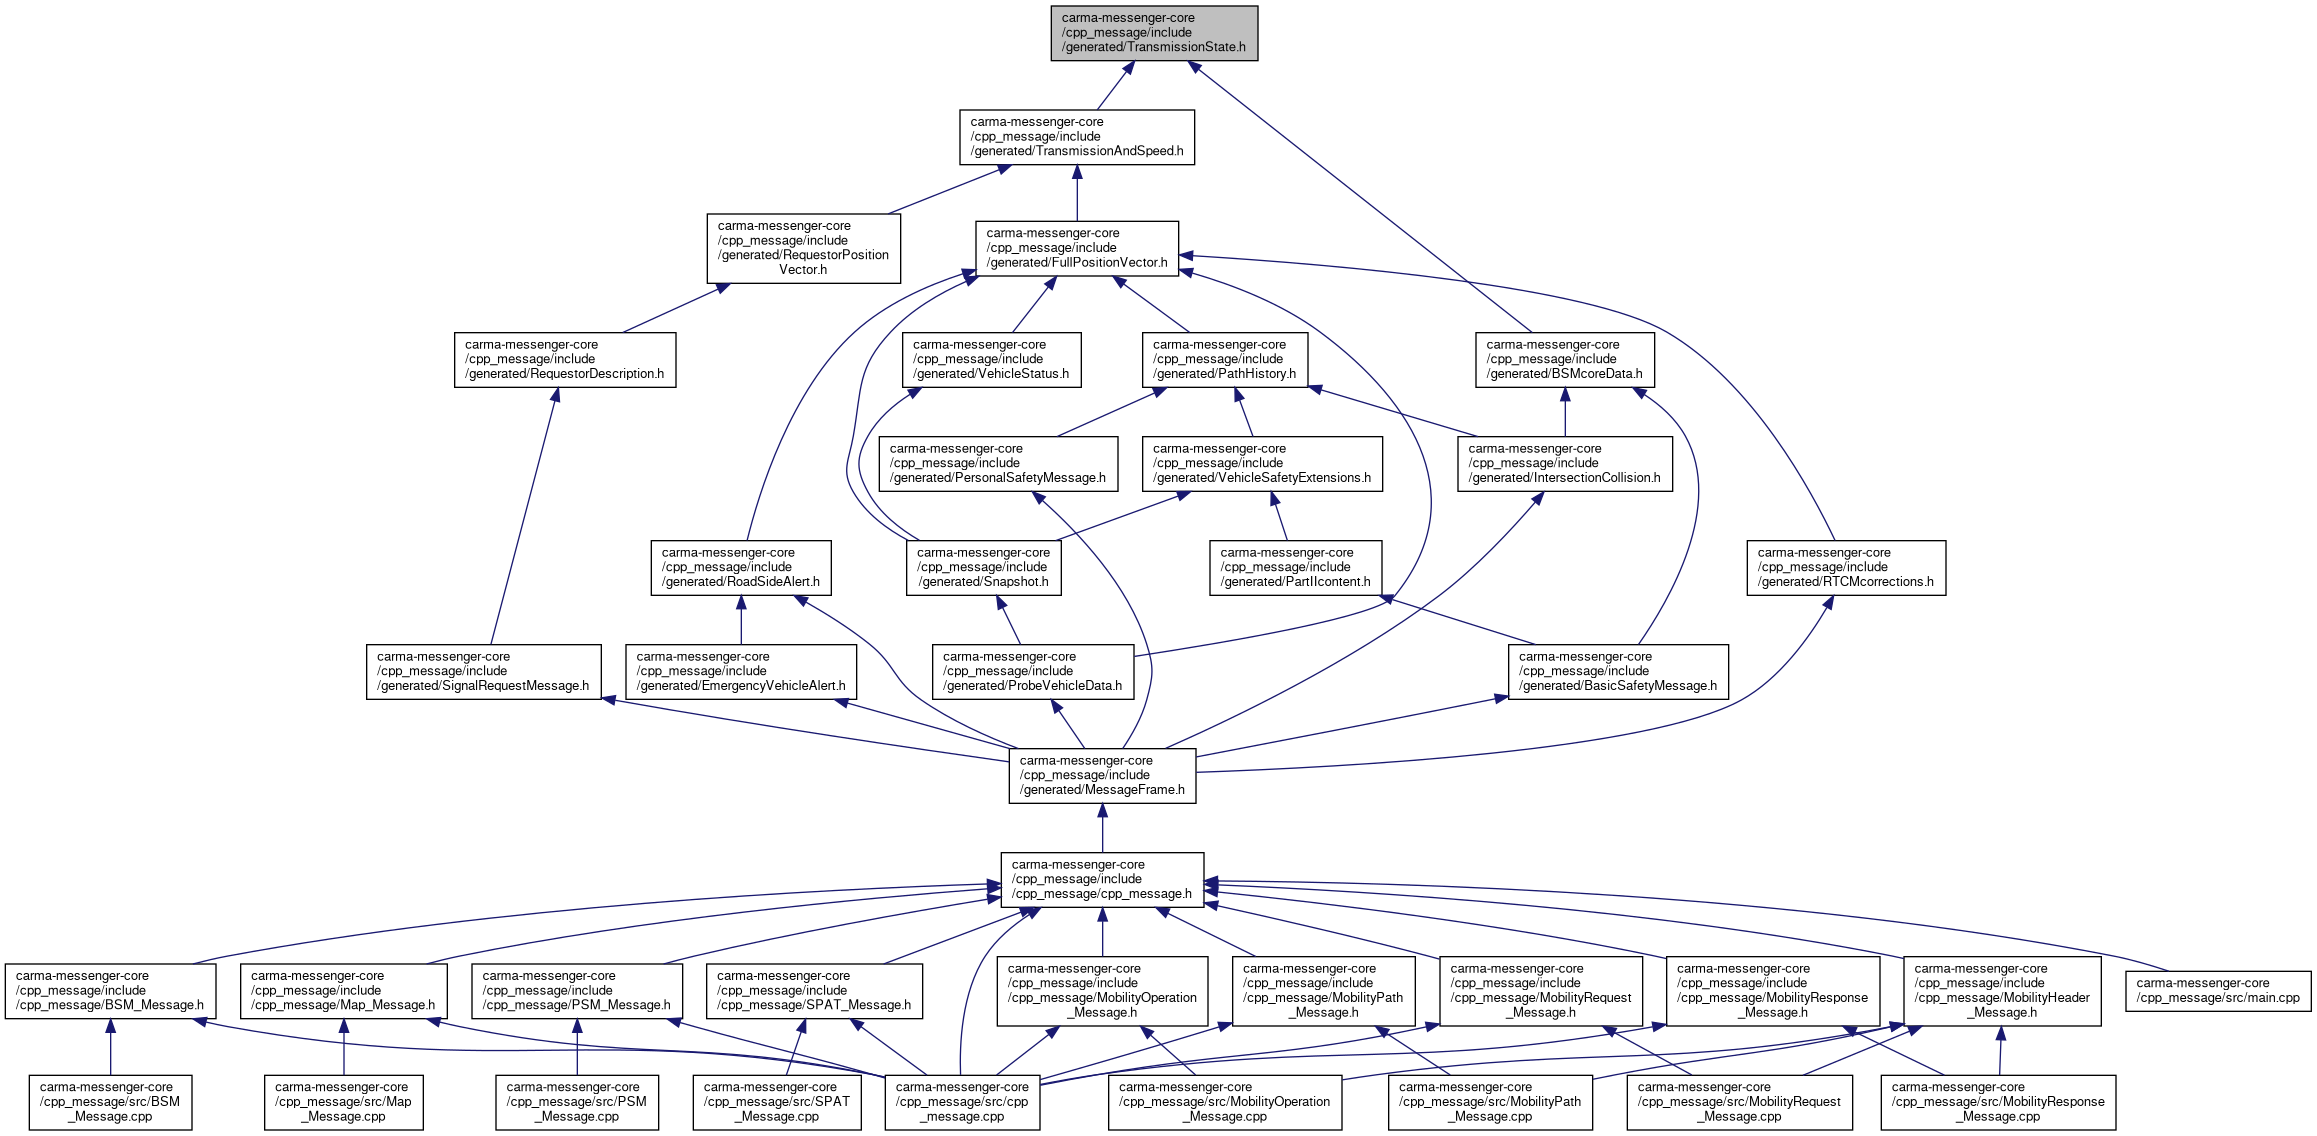 carma-messenger-core
/cpp_message/include
/generated/TransmissionState.h
carma-messenger-core
/cpp_message/include
/generated/TransmissionAndSpeed.h
carma-messenger-core
/cpp_message/include
/generated/RequestorPosition
Vector.h
carma-messenger-core
/cpp_message/include
/generated/FullPositionVector.h
carma-messenger-core
/cpp_message/include
/generated/RequestorDescription.h
carma-messenger-core
/cpp_message/include
/generated/VehicleStatus.h
carma-messenger-core
/cpp_message/include
/generated/PathHistory.h
carma-messenger-core
/cpp_message/include
/generated/BSMcoreData.h
carma-messenger-core
/cpp_message/include
/generated/PersonalSafetyMessage.h
carma-messenger-core
/cpp_message/include
/generated/VehicleSafetyExtensions.h
carma-messenger-core
/cpp_message/include
/generated/IntersectionCollision.h
carma-messenger-core
/cpp_message/include
/generated/RoadSideAlert.h
carma-messenger-core
/cpp_message/include
/generated/Snapshot.h
carma-messenger-core
/cpp_message/include
/generated/PartIIcontent.h
carma-messenger-core
/cpp_message/include
/generated/RTCMcorrections.h
carma-messenger-core
/cpp_message/include
/generated/SignalRequestMessage.h
carma-messenger-core
/cpp_message/include
/generated/EmergencyVehicleAlert.h
carma-messenger-core
/cpp_message/include
/generated/ProbeVehicleData.h
carma-messenger-core
/cpp_message/include
/generated/BasicSafetyMessage.h
carma-messenger-core
/cpp_message/include
/generated/MessageFrame.h
carma-messenger-core
/cpp_message/include
/cpp_message/cpp_message.h
carma-messenger-core
/cpp_message/include
/cpp_message/BSM_Message.h
carma-messenger-core
/cpp_message/include
/cpp_message/Map_Message.h
carma-messenger-core
/cpp_message/include
/cpp_message/PSM_Message.h
carma-messenger-core
/cpp_message/include
/cpp_message/SPAT_Message.h
carma-messenger-core
/cpp_message/include
/cpp_message/MobilityOperation
_Message.h
carma-messenger-core
/cpp_message/include
/cpp_message/MobilityPath
_Message.h
carma-messenger-core
/cpp_message/include
/cpp_message/MobilityRequest
_Message.h
carma-messenger-core
/cpp_message/include
/cpp_message/MobilityResponse
_Message.h
carma-messenger-core
/cpp_message/include
/cpp_message/MobilityHeader
_Message.h
carma-messenger-core
/cpp_message/src/main.cpp
carma-messenger-core
/cpp_message/src/BSM
_Message.cpp
carma-messenger-core
/cpp_message/src/Map
_Message.cpp
carma-messenger-core
/cpp_message/src/PSM
_Message.cpp
carma-messenger-core
/cpp_message/src/SPAT
_Message.cpp
carma-messenger-core
/cpp_message/src/cpp
_message.cpp
carma-messenger-core
/cpp_message/src/MobilityOperation
_Message.cpp
carma-messenger-core
/cpp_message/src/MobilityPath
_Message.cpp
carma-messenger-core
/cpp_message/src/MobilityRequest
_Message.cpp
carma-messenger-core
/cpp_message/src/MobilityResponse
_Message.cpp